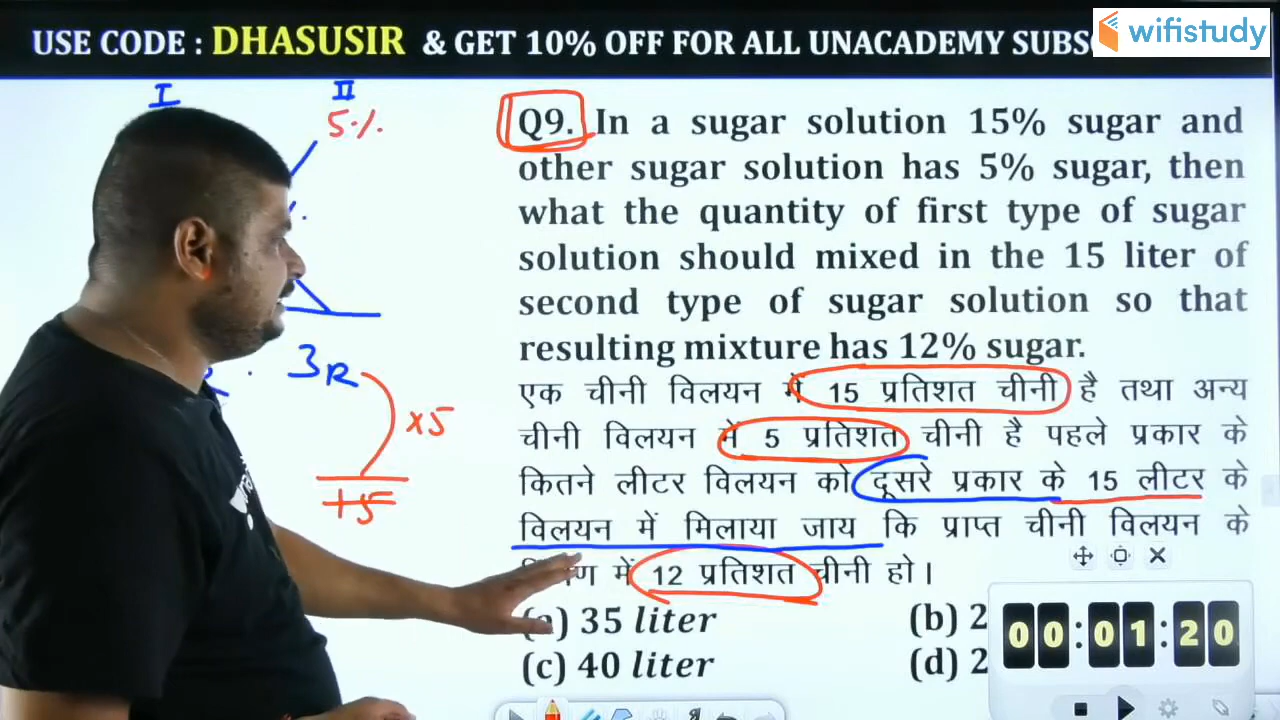 USE CODE : DHASUSIR & GET 10% OFF FOR ALL UNACADEMY
wifistudy
I II
5%
3R
×5
15
Q9. In a sugar solution 15% sugar and
other sugar solution has 5% sugar, then
what the quantity of first type of sugar
solution should mixed in the 15 liter of
second type of sugar solution so that
resulting mixture has 12% sugar.
एक चीनी विलयन में 15 प्रतिशत चीनी है तथा अन्य
चीनी विलयन में 5 प्रतिशत चीनी है पहले प्रकार के
कितने लीटर विलयन को दूसरे प्रकार के 15 लीटर के
विलयन में मिलाया जाय कि प्राप्त चीनी विलयन के
में 12 प्रतिशत चीनी हो।
(a) 35 liter (b) 2
(c) 40 liter (d) 2
00:01:20